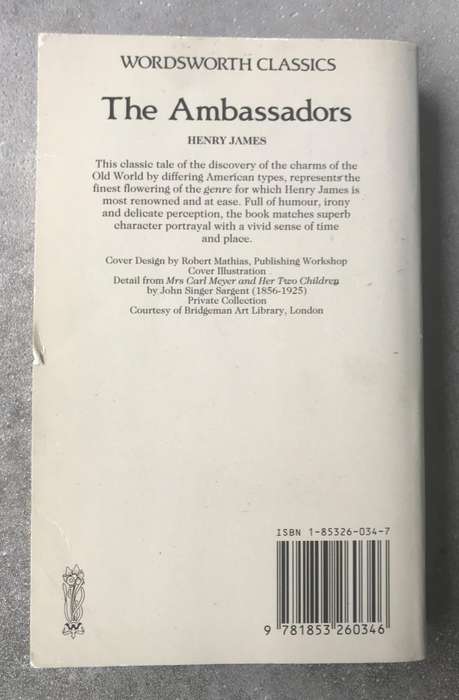 WORDSWORTH CLASSICS
The Ambassadors
HENRY JAMES
This classic tale of the discovery of the charms of the
Old World by differing American types, represents the
finest flowering of the genre for which Henry James is
most renowned and at ease. Full of humour, irony
and delicate perception, the book matches superb
character portrayal with a vivid sense of time
and place.
Cover Design by Robert Mathias, Publishing Workshop
Cover Illustration
Detail from Mrs Carl Meyer and Her Two Children
by John Singer Sargent (1856-1925)
Private Collection
Courtesy of Bridgeman Art Library, London
ISBN 1-85326-034-7
9 781853 260346
W